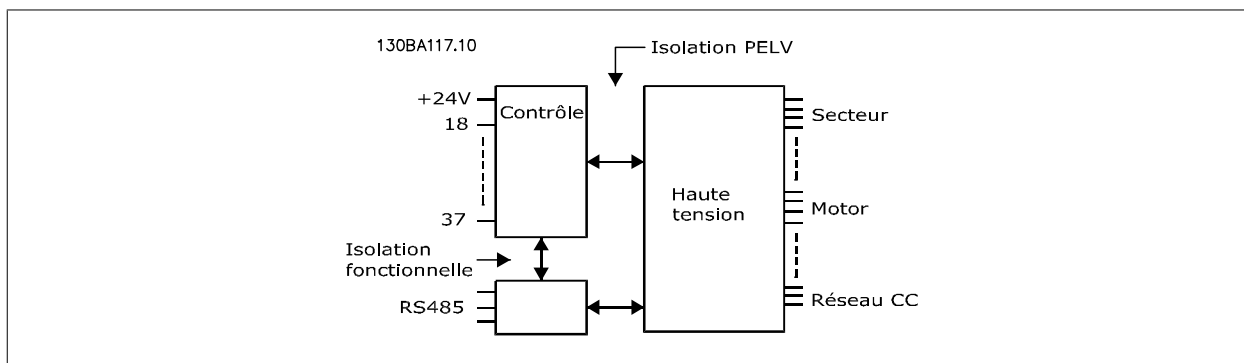 130BA117.10
Isolation PELV
+24V
18
37
Contrôle
Haute
tension
Secteur
Motor
Réseau CC
Isolation
fonctionnelle
RS485